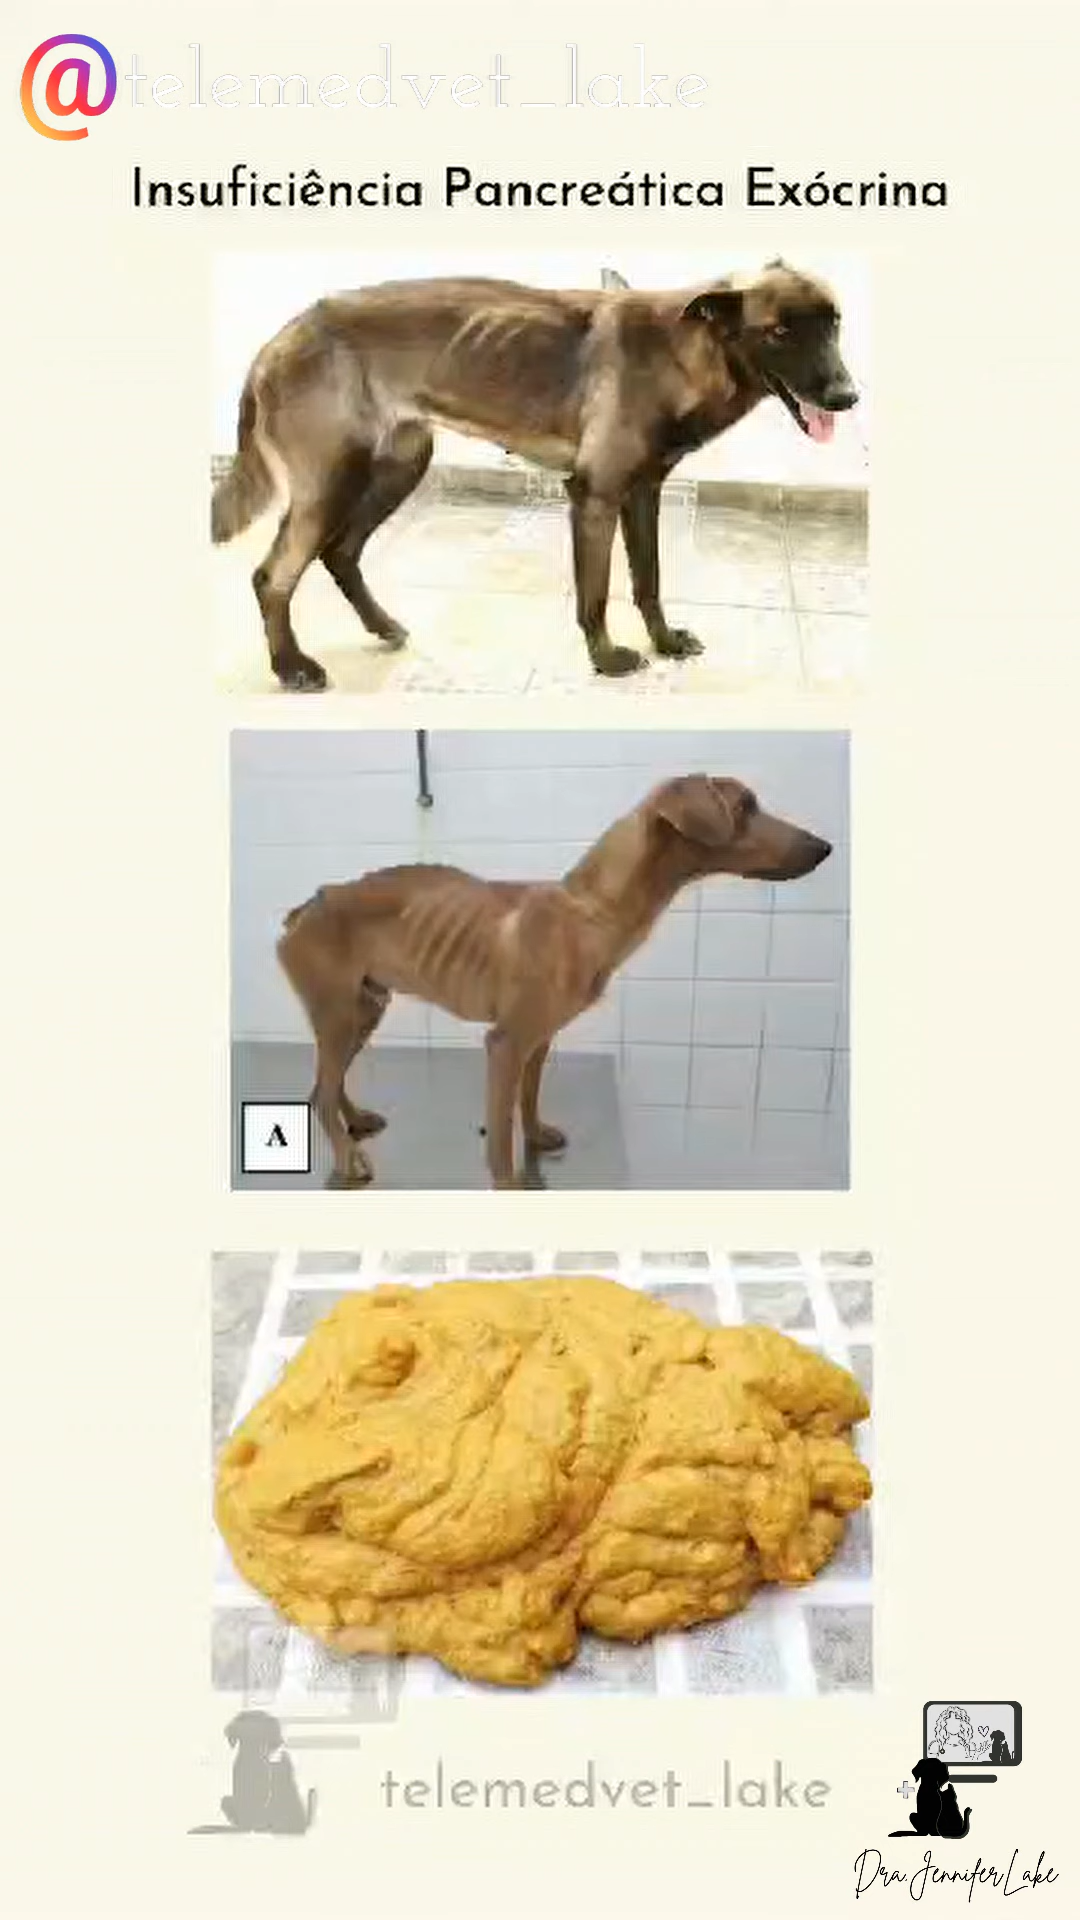 @telemedvet_lake
Insuficiência Pancreática Exócrina
A
telemedvet_lake
Dra. Jennifer Lake